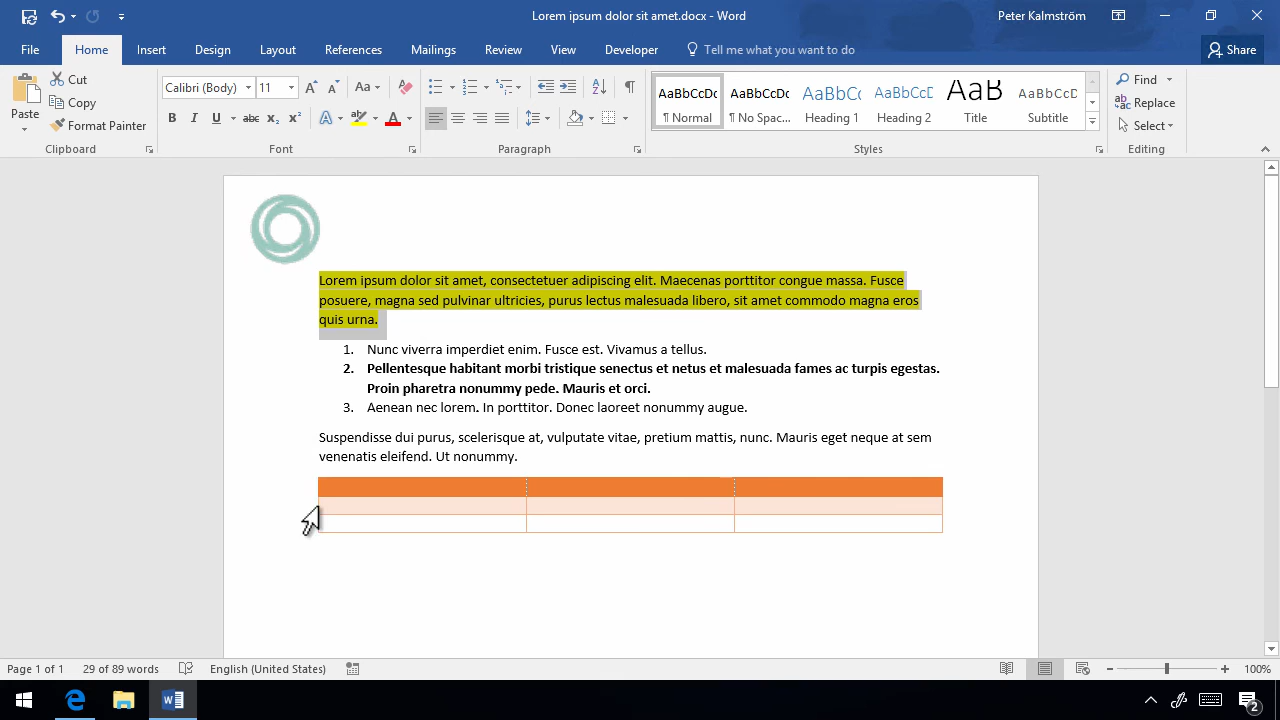 Lorem ipsum dolor sit amet.docx - Word
Peter Kalmström
File Home Insert Design Layout References Mailings Review View Developer Tell me what you want to do Share
Paste
Cut
Copy
Format Painter
Clipboard
Calibri (Body) 11
Font
Paragraph
AaBbCcDc AaBbCcDc AaBbC AaBbCcD AaB AaBbCcD
¶ Normal ¶ No Spac... Heading 1 Heading 2 Title Subtitle
Styles
Find
Replace
Select
Editing
Lorem ipsum dolor sit amet, consectetuer adipiscing elit. Maecenas porttitor congue massa. Fusce
posuere, magna sed pulvinar ultricies, purus lectus malesuada libero, sit amet commodo magna eros
quis urna.
1. Nunc viverra imperdiet enim. Fusce est. Vivamus a tellus.
2. Pellentesque habitant morbi tristique senectus et netus et malesuada fames ac turpis egestas.
Proin pharetra nonummy pede. Mauris et orci.
3. Aenean nec lorem. In porttitor. Donec laoreet nonummy augue.
Suspendisse dui purus, scelerisque at, vulputate vitae, pretium mattis, nunc. Mauris eget neque at sem
venenatis eleifend. Ut nonummy.
Page 1 of 1 29 of 89 words English (United States) 100%
2